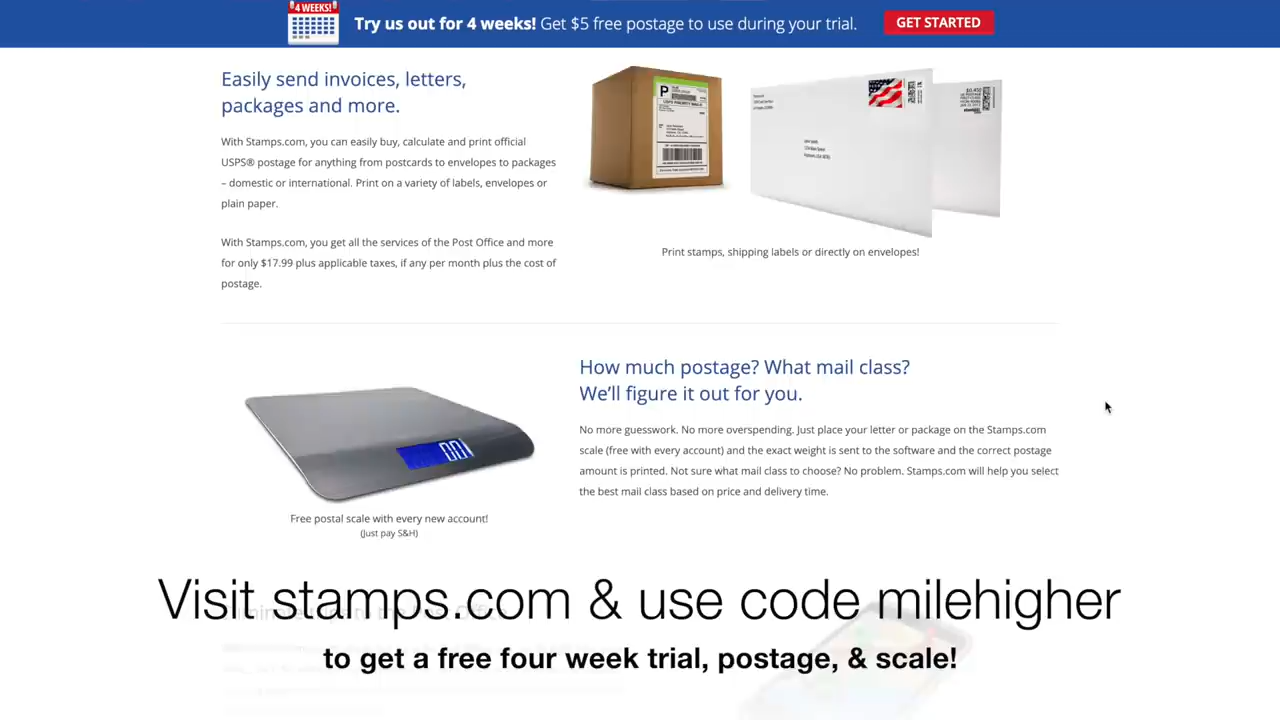 4 WEEKS!
Try us out for 4 weeks! Get $5 free postage to use during your trial.
GET STARTED
Easily send invoices, letters,
packages and more.
With Stamps.com, you can easily buy, calculate and print official
USPS® postage for anything from postcards to envelopes to packages
– domestic or international. Print on a variety of labels, envelopes or
plain paper.
With Stamps.com, you get all the services of the Post Office and more
for only $17.99 plus applicable taxes, if any per month plus the cost of
postage.
P
Print stamps, shipping labels or directly on envelopes!
0.0
Free postal scale with every new account!
(Just pay S&H)
How much postage? What mail class?
We’ll figure it out for you.
No more guesswork. No more overspending. Just place your letter or package on the Stamps.com
scale (free with every account) and the exact weight is sent to the software and the correct postage
amount is printed. Not sure what mail class to choose? No problem. Stamps.com will help you select
the best mail class based on price and delivery time.
Visit stamps.com & use code milehigher
to get a free four week trial, postage, & scale!